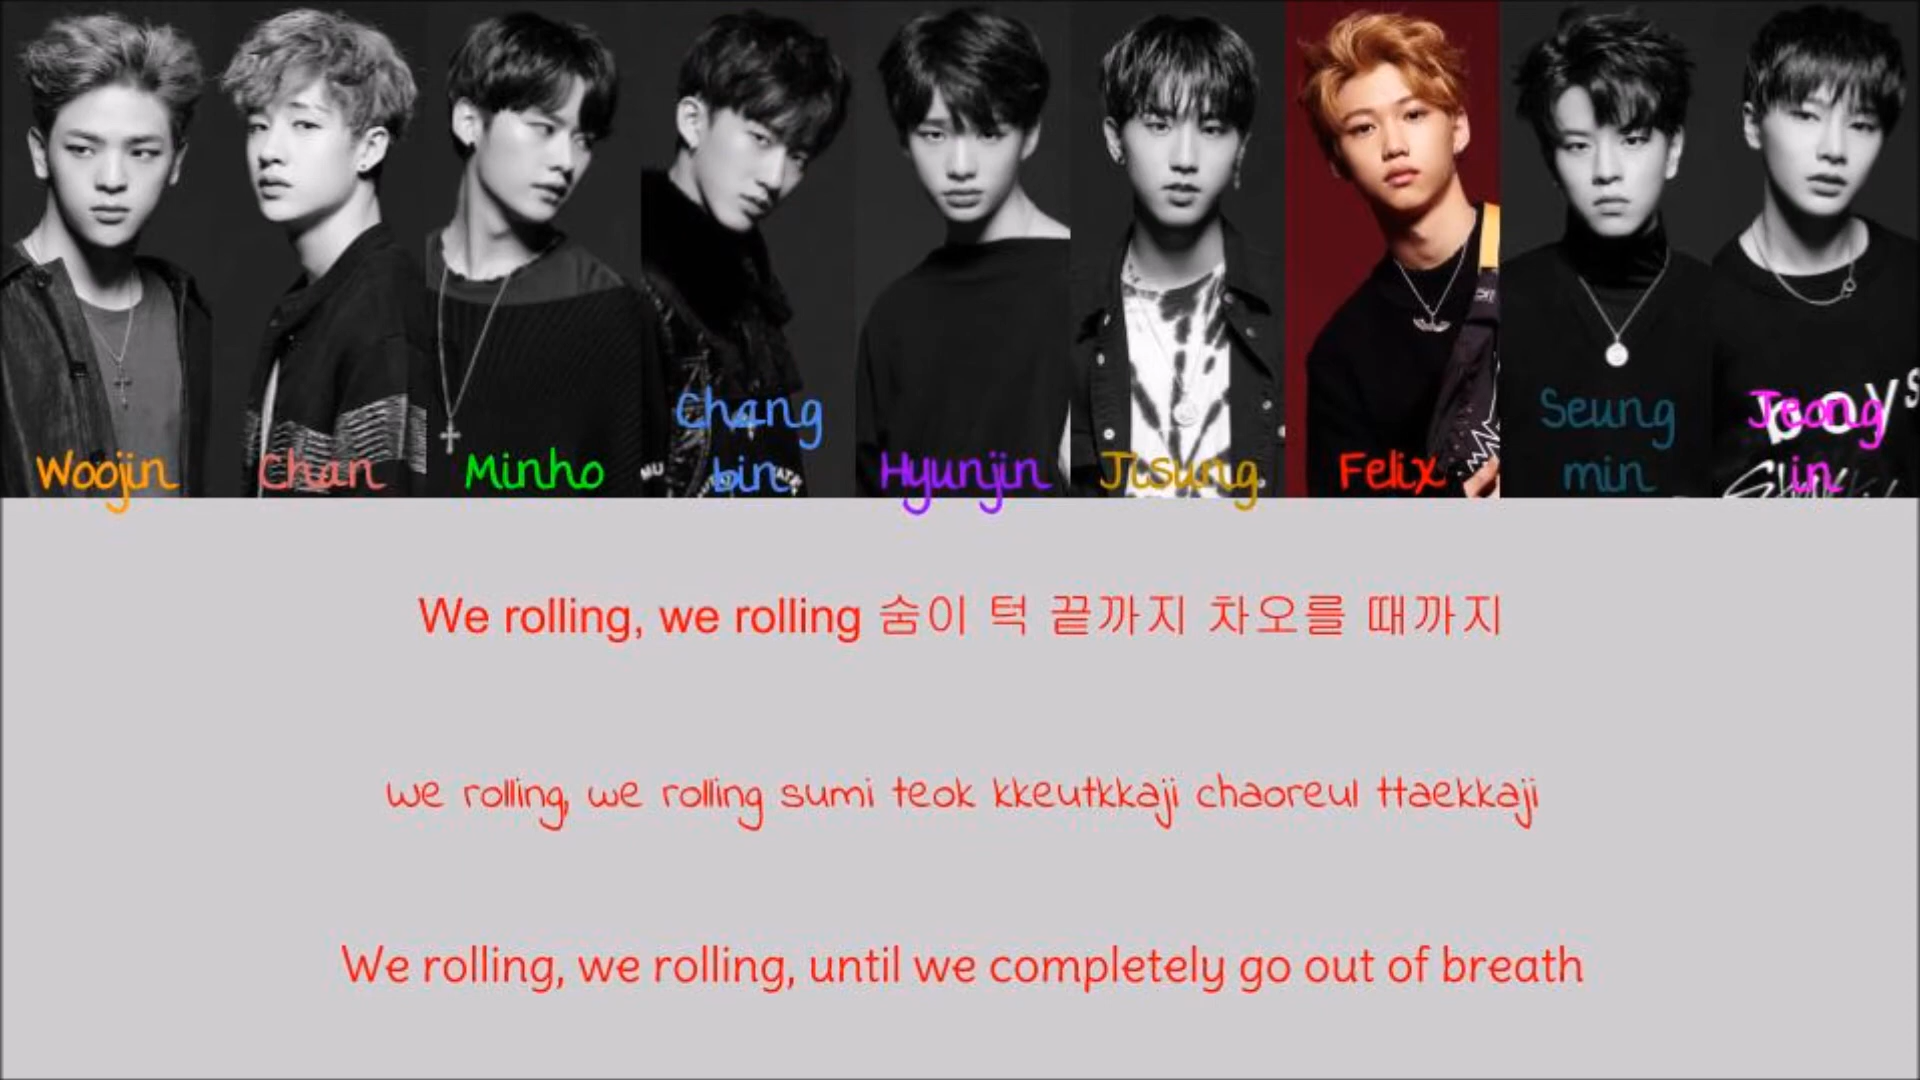 Woojin
Chan
Minho
Chang
bin
Hyunjin
Jisung
Felix
Seung
min
Jeong
in
We rolling, we rolling 숨이 턱 끝까지 차오를 때까지
We rolling, we rolling sumi teok kkeutkkaji chaoreul ttaekkaji
We rolling, we rolling, until we completely go out of breath